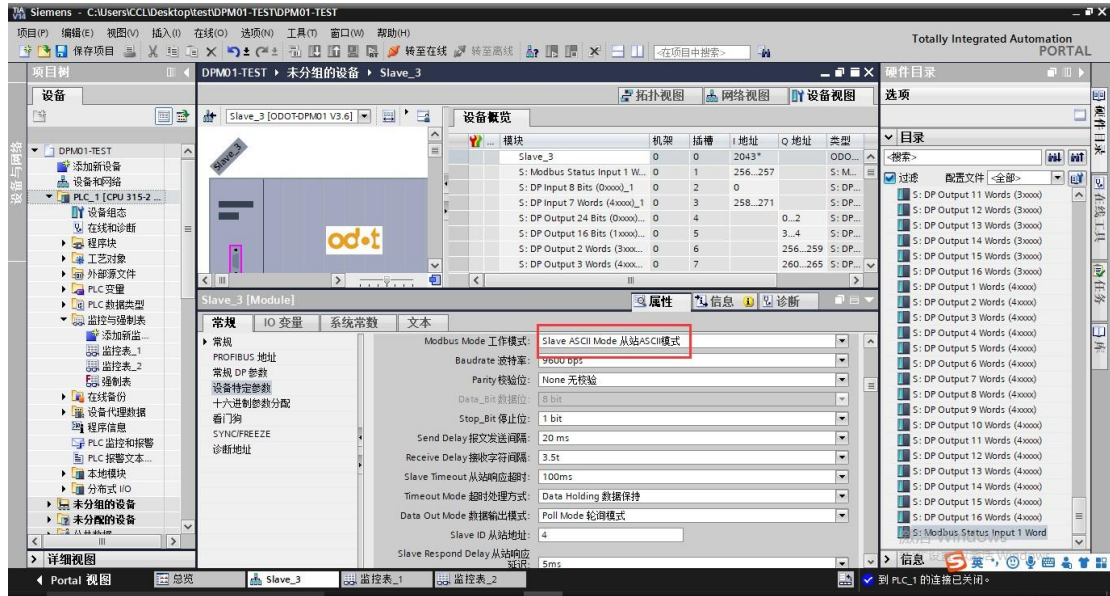 Siemens - C:\Users\CCL\Desktop\test\DPM01-TEST\DPM01-TEST
项目(P) 编辑(E) 视图(V) 插入(I) 在线(O) 选项(N) 工具(T) 窗口(W) 帮助(H)
Totally Integrated Automation
PORTAL
保存项目
转至在线
转至离线
<在项目中搜索>
项目树
DPM01-TEST ▸ 未分组的设备 ▸ Slave_3
硬件目录
设备
拓扑视图
网络视图
设备视图
选项
Slave_3 [ODOT-DPM01 V3.6]
设备概览
设备与网络
DPM01-TEST
添加新设备
设备和网络
PLC_1 [CPU 315-2 ...
设备组态
在线和诊断
程序块
工艺对象
外部源文件
PLC 变量
PLC 数据类型
监控与强制表
添加新监...
监控表_1
监控表_2
强制表
在线备份
设备代理数据
程序信息
PLC 监控和报警
PLC 报警文本...
本地模块
分布式 I/O
未分组的设备
未分配的设备
详细视图
Slave_3
odot
... 模块 机架 插槽 I 地址 Q 地址 类型
Slave_3 0 0 2043* ODO...
S: Modbus Status Input 1 W... 0 1 256...257 S: M...
S: DP Input 8 Bits (0xxxx)_1 0 2 0 S: DP...
S: DP Input 7 Words (4xxxx)_1 0 3 258...271 S: DP...
S: DP Output 24 Bits (0xxxx)... 0 4 0...2 S: DP...
S: DP Output 16 Bits (1xxxx)... 0 5 3...4 S: DP...
S: DP Output 2 Words (3xxx... 0 6 256...259 S: DP...
S: DP Output 3 Words (4xxx... 0 7 260...265 S: DP...
Slave_3 [Module]
属性
信息
诊断
常规
IO 变量
系统常数
文本
常规
PROFIBUS 地址
常规 DP 参数
设备特定参数
十六进制参数分配
看门狗
SYNC/FREEZE
诊断地址
Modbus Mode 工作模式: Slave ASCII Mode 从站ASCII模式
Baudrate 波特率: 9600 bps
Parity 校验位: None 无校验
Data_Bit 数据位: 8 bit
Stop_Bit 停止位: 1 bit
Send Delay 报文发送间隔: 20 ms
Receive Delay 接收字符间隔: 3.5t
Slave Timeout 从站响应超时: 100ms
Timeout Mode 超时处理方式: Data Holding 数据保持
Data Out Mode 数据输出模式: Poll Mode 轮询模式
Slave ID 从站地址: 4
Slave Respond Delay 从站响应
延迟: 5ms
目录
<搜索>
过滤
配置文件 <全部>
S: DP Output 11 Words (3xxxx)
S: DP Output 12 Words (3xxxx)
S: DP Output 13 Words (3xxxx)
S: DP Output 14 Words (3xxxx)
S: DP Output 15 Words (3xxxx)
S: DP Output 16 Words (3xxxx)
S: DP Output 1 Words (4xxxx)
S: DP Output 2 Words (4xxxx)
S: DP Output 3 Words (4xxxx)
S: DP Output 4 Words (4xxxx)
S: DP Output 5 Words (4xxxx)
S: DP Output 6 Words (4xxxx)
S: DP Output 7 Words (4xxxx)
S: DP Output 8 Words (4xxxx)
S: DP Output 9 Words (4xxxx)
S: DP Output 10 Words (4xxxx)
S: DP Output 11 Words (4xxxx)
S: DP Output 12 Words (4xxxx)
S: DP Output 13 Words (4xxxx)
S: DP Output 14 Words (4xxxx)
S: DP Output 15 Words (4xxxx)
S: DP Output 16 Words (4xxxx)
S: Modbus Status Input 1 Word
信息
硬件目录
在线工具
任务
库
英
Portal 视图
总览
Slave_3
监控表_1
监控表_2
到 PLC_1 的连接已关闭。